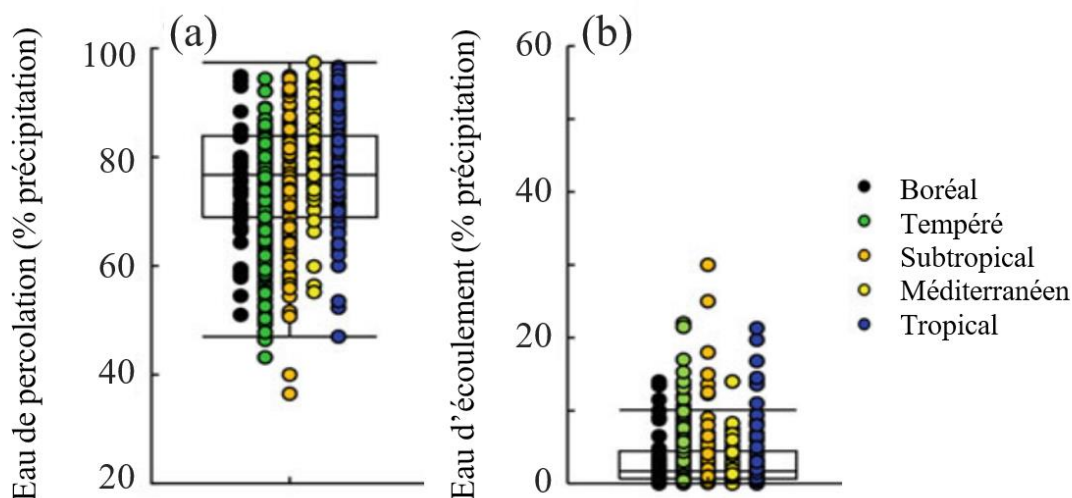 (a)
Eau de percolation (% précipitation)
100
80
60
40
20
(b)
Eau d'écoulement (% précipitation)
60
40
20
0
Boréal
Tempéré
Subtropical
Méditerranéen
Tropical